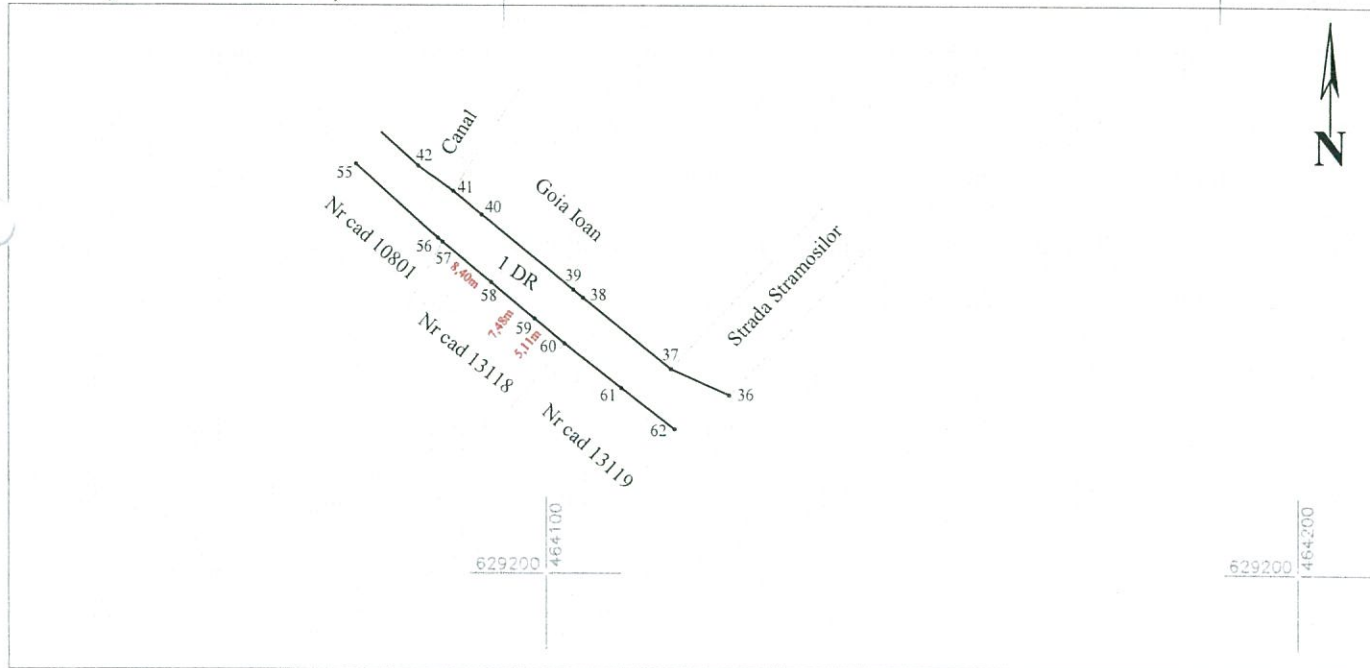 N
Canal
42
55
41
40
Goia Ioan
Nr cad 10801
56
57
8,40m
1 DR
39
38
58
Strada Stramosilor
7,48m
59
5,11m
60
Nr cad 13118
37
36
61
62
Nr cad 13119
629200
464100
629200
464200